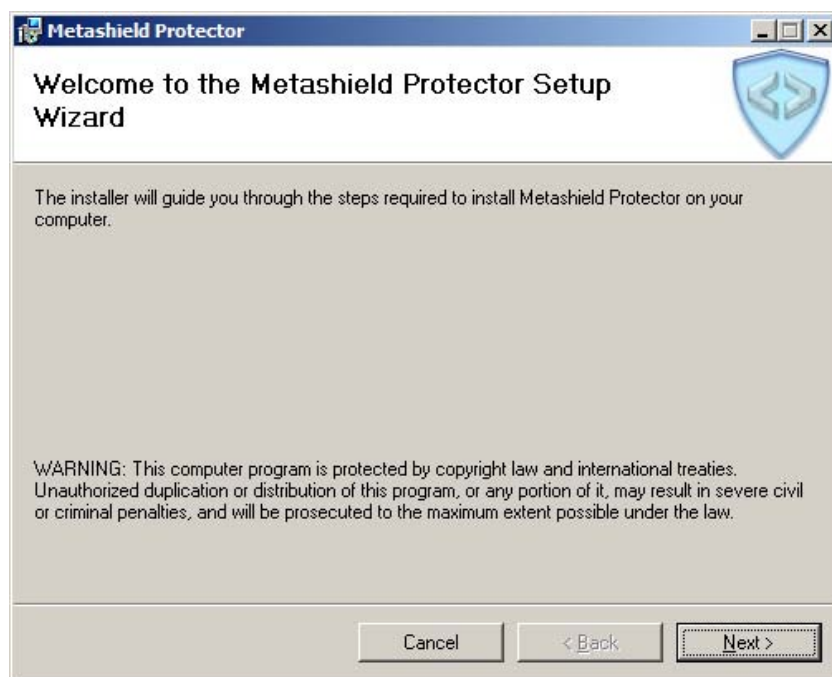 Metashield Protector
Welcome to the Metashield Protector Setup
Wizard
The installer will guide you through the steps required to install Metashield Protector on your
computer.
WARNING: This computer program is protected by copyright law and international treaties.
Unauthorized duplication or distribution of this program, or any portion of it, may result in severe civil
or criminal penalties, and will be prosecuted to the maximum extent possible under the law.
Cancel
< Back
Next >